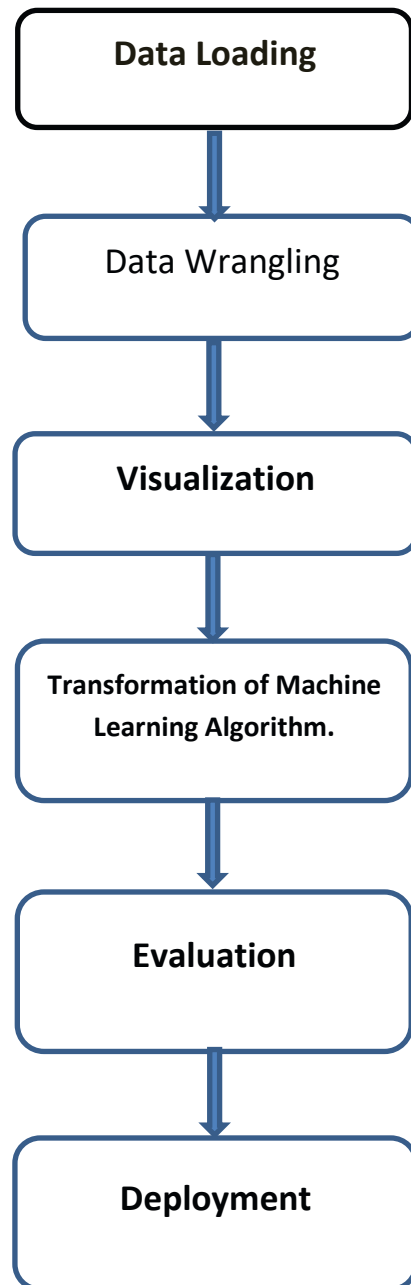 Data Loading
Data Wrangling
Visualization
Transformation of Machine
Learning Algorithm.
Evaluation
Deployment